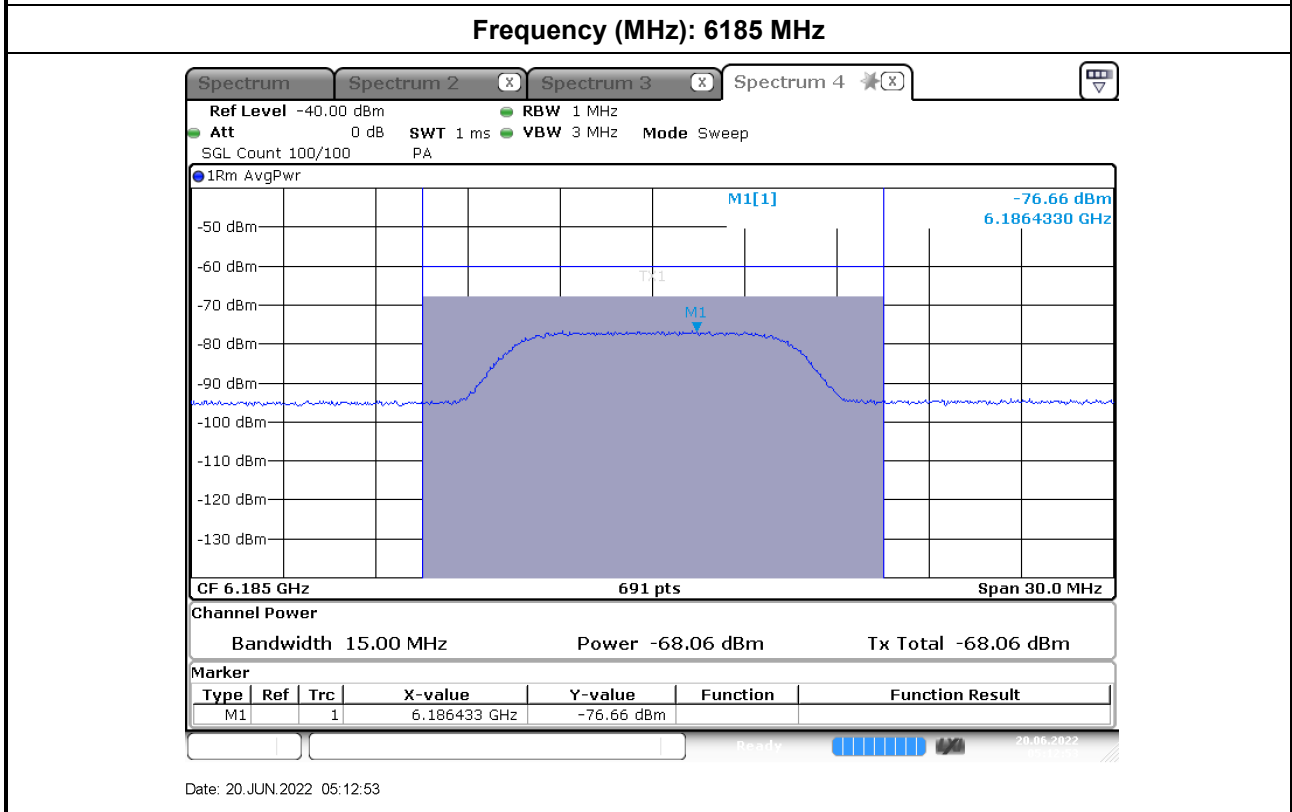 Frequency (MHz): 6185 MHz
Spectrum Spectrum 2 X Spectrum 3 X Spectrum 4 X
Ref Level -40.00 dBm RBW 1 MHz
Att 0 dB SWT 1 ms VBW 3 MHz Mode Sweep
SGL Count 100/100 PA
1Rm AvgPwr
M1[1] -76.66 dBm
6.1864330 GHz
-50 dBm
-60 dBm
TX1
-70 dBm
M1
-80 dBm
-90 dBm
-100 dBm
-110 dBm
-120 dBm
-130 dBm
CF 6.185 GHz 691 pts Span 30.0 MHz
Channel Power
Bandwidth 15.00 MHz Power -68.06 dBm Tx Total -68.06 dBm
Marker
Type Ref Trc X-value Y-value Function Function Result
M1 1 6.186433 GHz -76.66 dBm
Ready 20.06.2022
Date: 20.JUN.2022 05:12:53